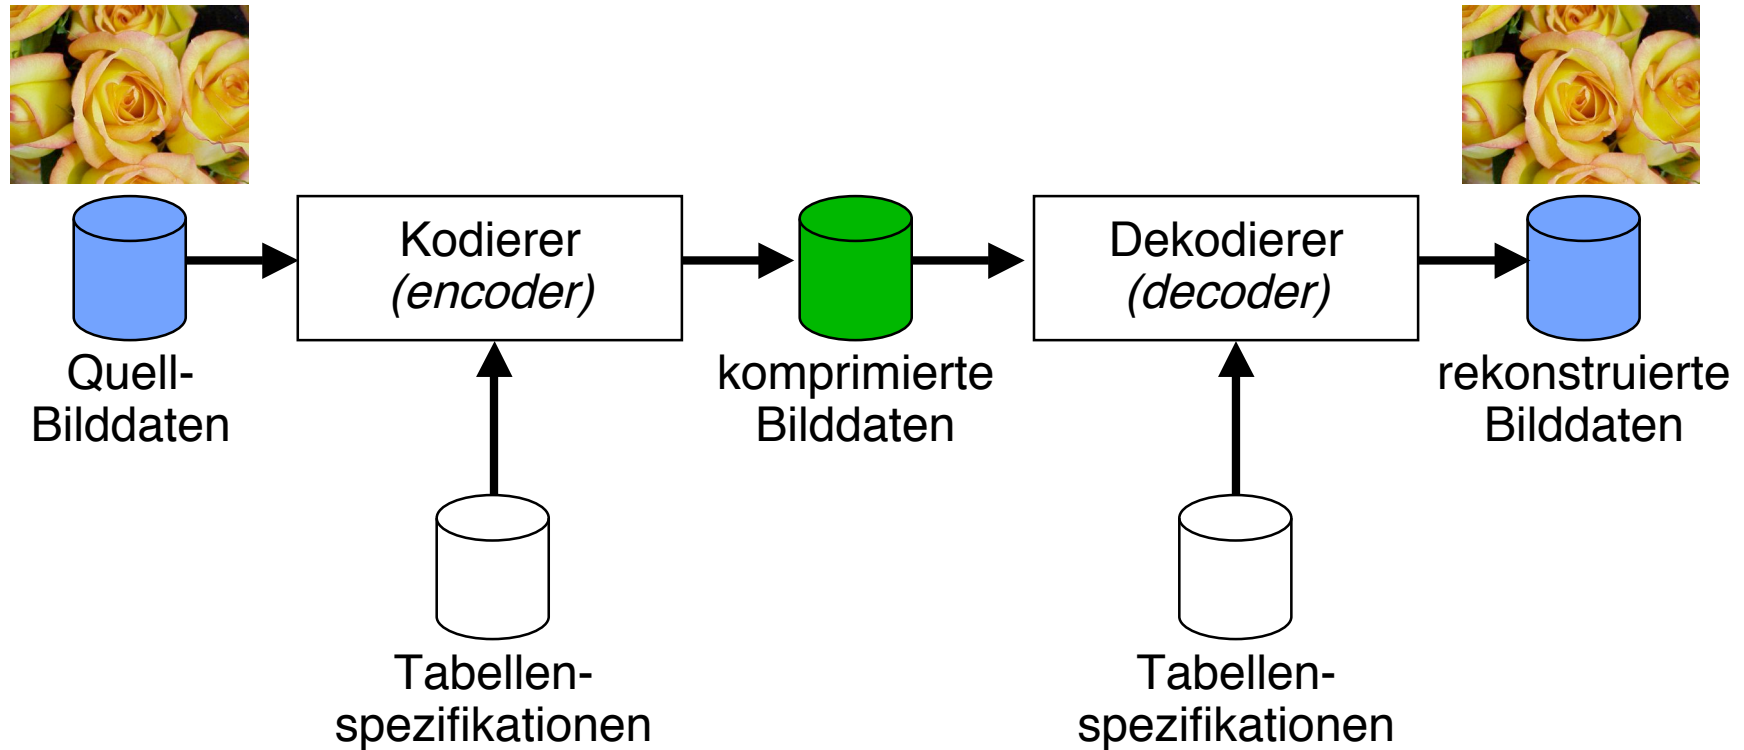 Kodierer
(encoder)
Dekodierer
(decoder)
Quell-
Bilddaten
komprimierte
Bilddaten
rekonstruierte
Bilddaten
Tabellen-
spezifikationen
Tabellen-
spezifikationen